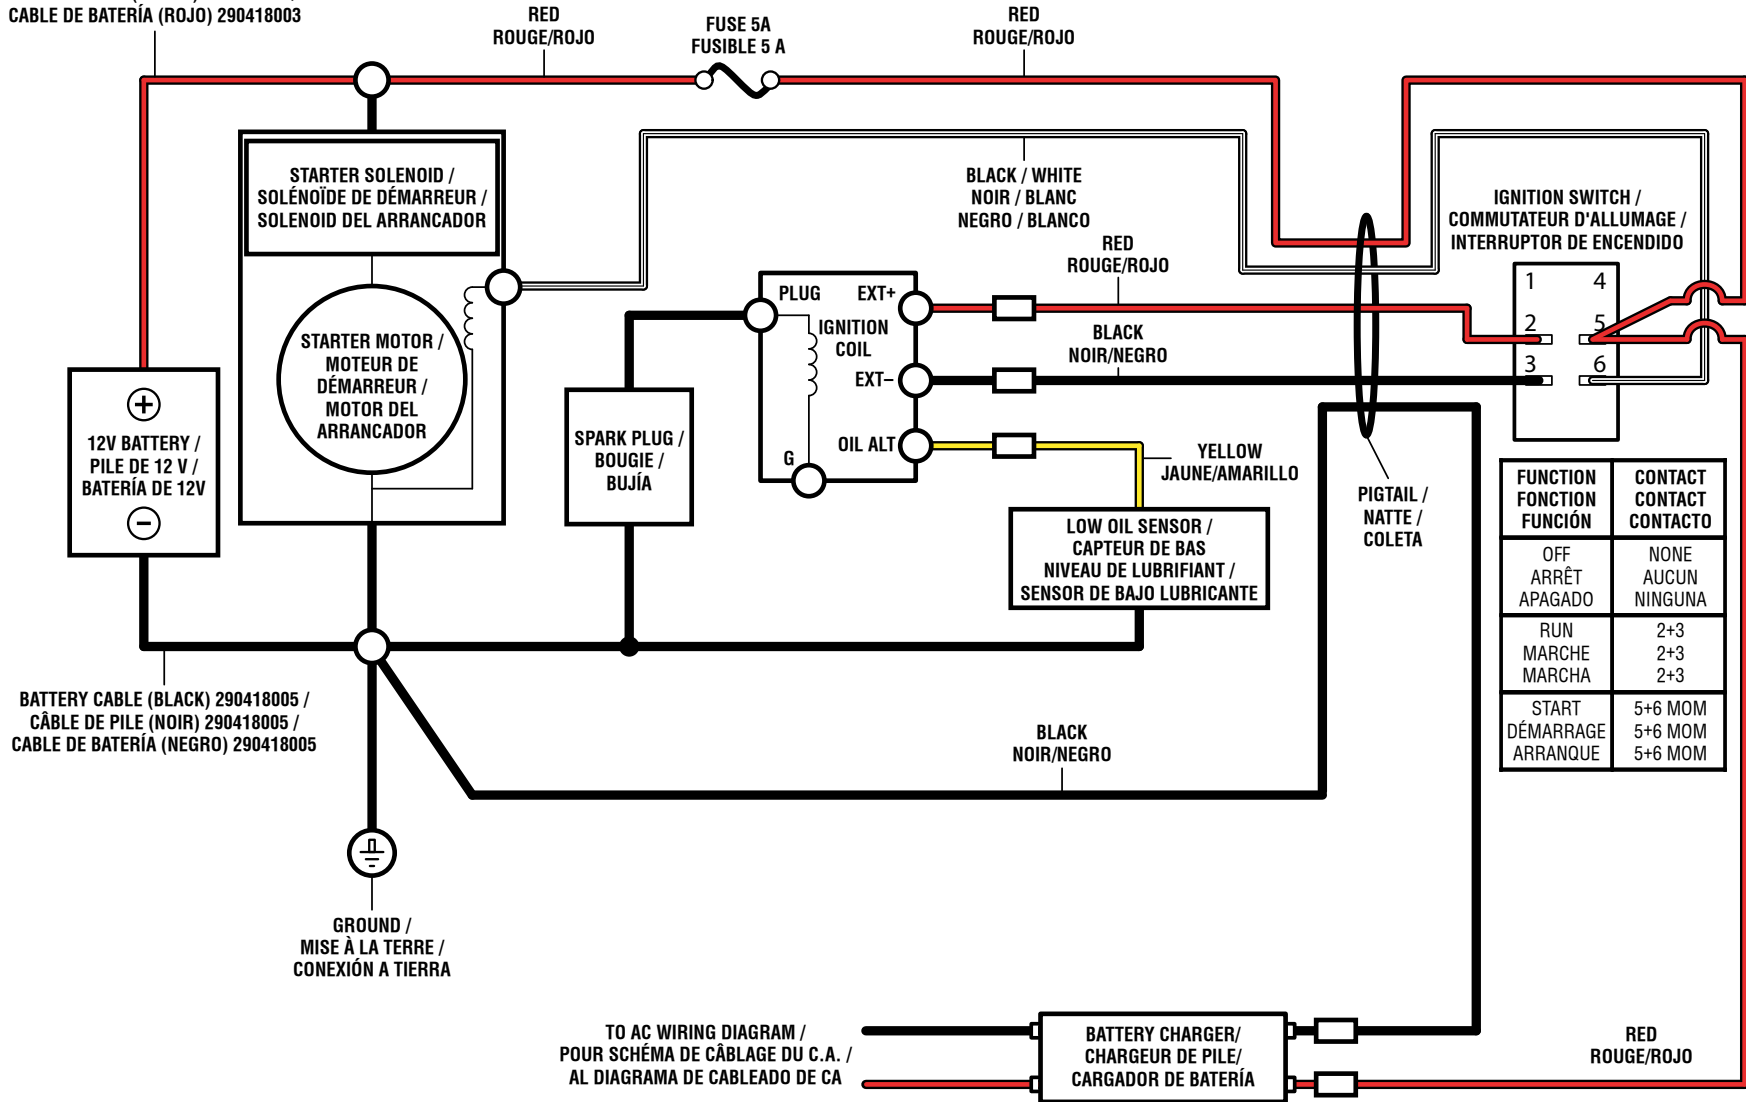 CABLE DE BATERÍA (ROJO) 290418003
RED
ROUGE/ROJO
FUSE 5A
FUSIBLE 5 A
RED
ROUGE/ROJO
STARTER SOLENOID /
SOLÉNOÏDE DE DÉMARREUR /
SOLENOID DEL ARRANCADOR
BLACK / WHITE
NOIR / BLANC
NEGRO / BLANCO
IGNITION SWITCH /
COMMUTATEUR D'ALLUMAGE /
INTERRUPTOR DE ENCENDIDO
1 4
2 5
3 6
RED
ROUGE/ROJO
PLUG EXT+
IGNITION
COIL
EXT–
OIL ALT
G
BLACK
NOIR/NEGRO
STARTER MOTOR /
MOTEUR DE
DÉMARREUR /
MOTOR DEL
ARRANCADOR
+
12V BATTERY /
PILE DE 12 V /
BATERÍA DE 12V
–
SPARK PLUG /
BOUGIE /
BUJÍA
YELLOW
JAUNE/AMARILLO
PIGTAIL /
NATTE /
COLETA
LOW OIL SENSOR /
CAPTEUR DE BAS
NIVEAU DE LUBRIFIANT /
SENSOR DE BAJO LUBRICANTE
FUNCTION CONTACT
FONCTION CONTACT
FUNCIÓN CONTACTO
OFF NONE
ARRÊT AUCUN
APAGADO NINGUNA
RUN 2+3
MARCHE 2+3
MARCHA 2+3
START 5+6 MOM
DÉMARRAGE 5+6 MOM
ARRANQUE 5+6 MOM
BATTERY CABLE (BLACK) 290418005 /
CÂBLE DE PILE (NOIR) 290418005 /
CABLE DE BATERÍA (NEGRO) 290418005
BLACK
NOIR/NEGRO
GROUND /
MISE À LA TERRE /
CONEXIÓN A TIERRA
TO AC WIRING DIAGRAM /
POUR SCHÉMA DE CÂBLAGE DU C.A. /
AL DIAGRAMA DE CABLEADO DE CA
BATTERY CHARGER/
CHARGEUR DE PILE/
CARGADOR DE BATERÍA
RED
ROUGE/ROJO